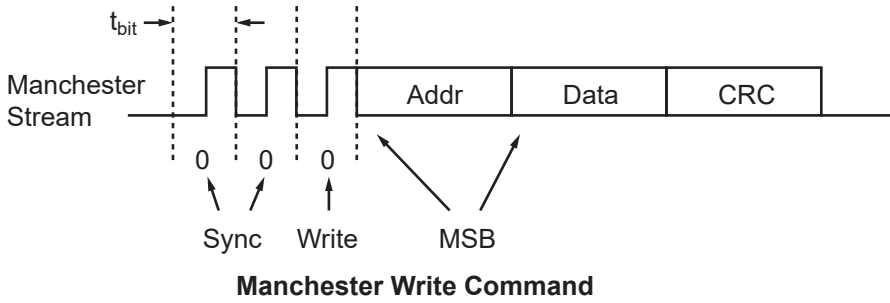 t_bit
Manchester
Stream
Addr Data CRC
0 0 0
Sync Write MSB
Manchester Write Command